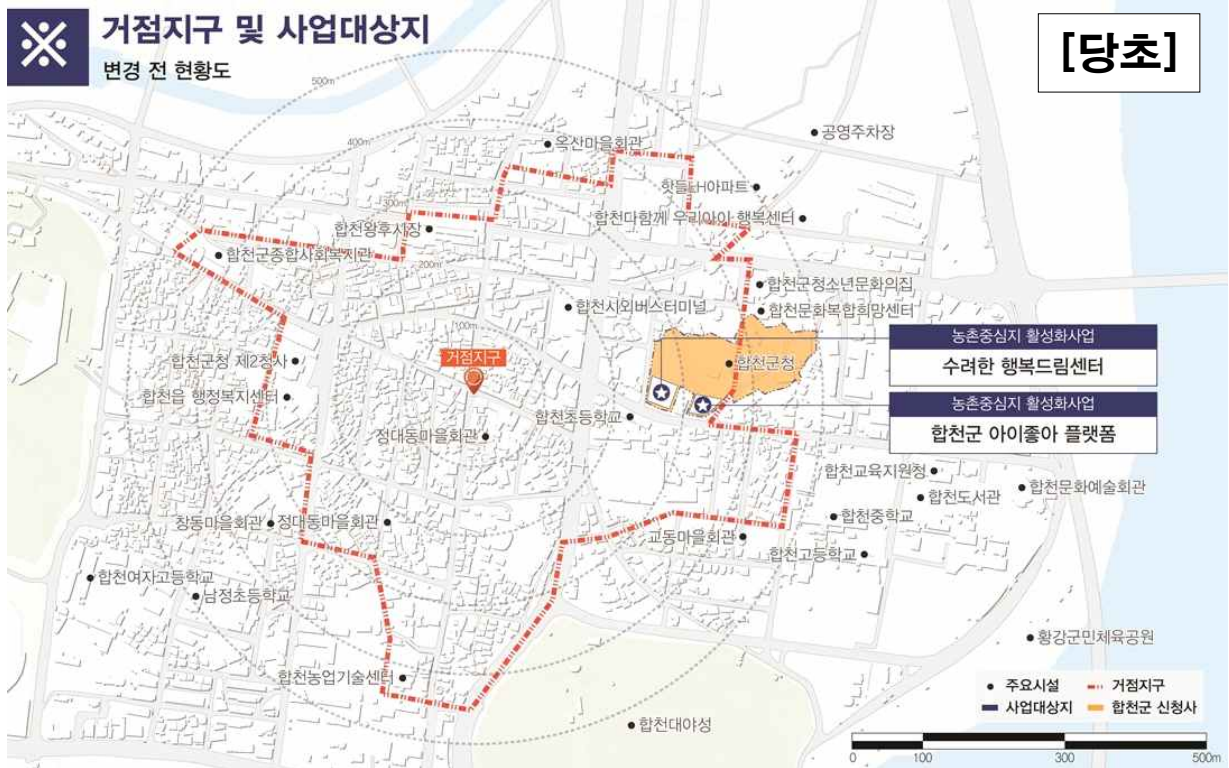 ※ 거점지구 및 사업대상지
변경 전 현황도
[당초]
500m
400m
300m
200m
100m
옥산마을회관
공영주차장
핫들LH아파트
합천다함께 우리아이 행복센터
합천왕후시장
합천군종합사회복지관
합천시외버스터미널
합천군청소년문화의집
합천문화복합희망센터
농촌중심지 활성화사업
수려한 행복드림센터
합천군청 제2청사
거점지구
합천군청
합천읍 행정복지센터
농촌중심지 활성화사업
합천군 아이좋아 플랫폼
합천초등학교
정대동마을회관
합천교육지원청
합천도서관
합천문화예술회관
합천중학교
창동마을회관
정대동마을회관
교동마을회관
합천고등학교
합천여자고등학교
남정초등학교
황강군민체육공원
합천농업기술센터
합천대야성
주요시설
거점지구
사업대상지
합천군 신청사
0 100 300 500m